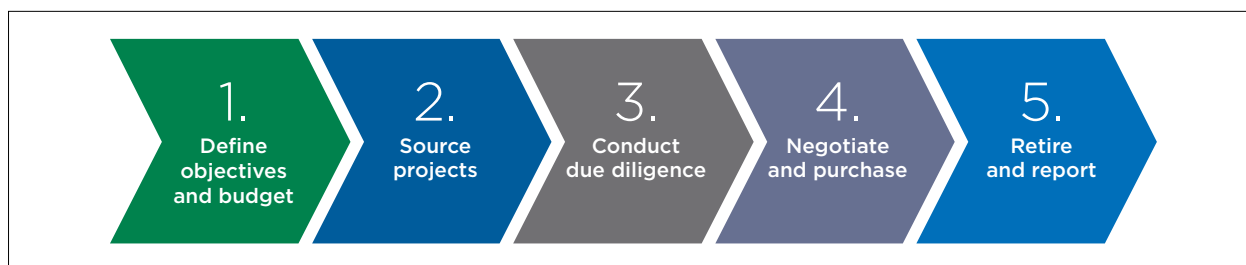 1.
Define
objectives
and budget
2.
Source
projects
3.
Conduct
due diligence
4.
Negotiate
and purchase
5.
Retire
and report